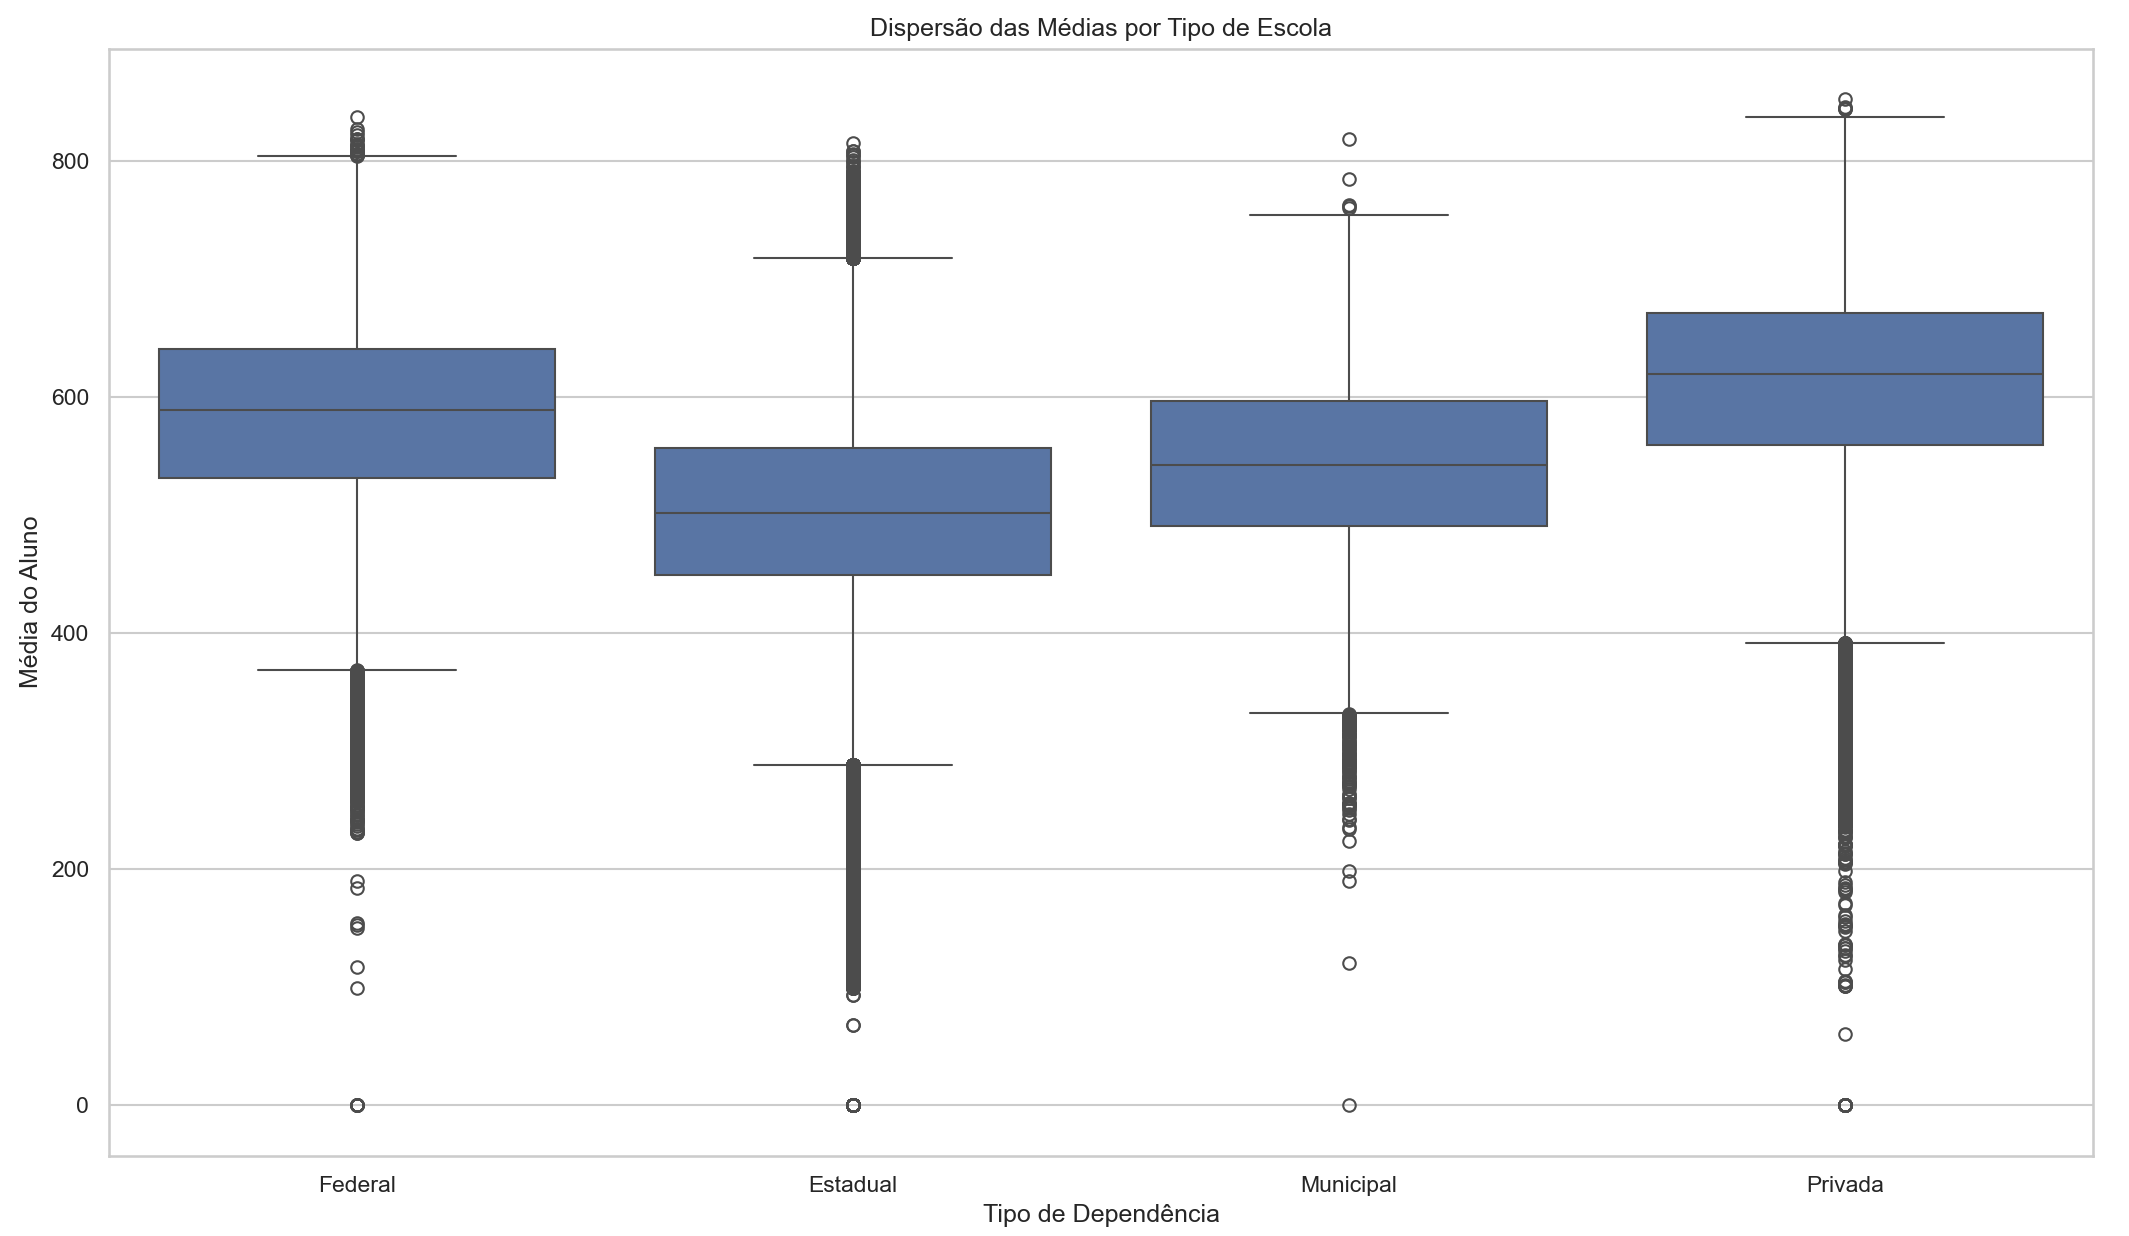 Dispersão das Médias por Tipo de Escola
Média do Aluno
800
600
400
200
0
Federal
Estadual
Municipal
Privada
Tipo de Dependência